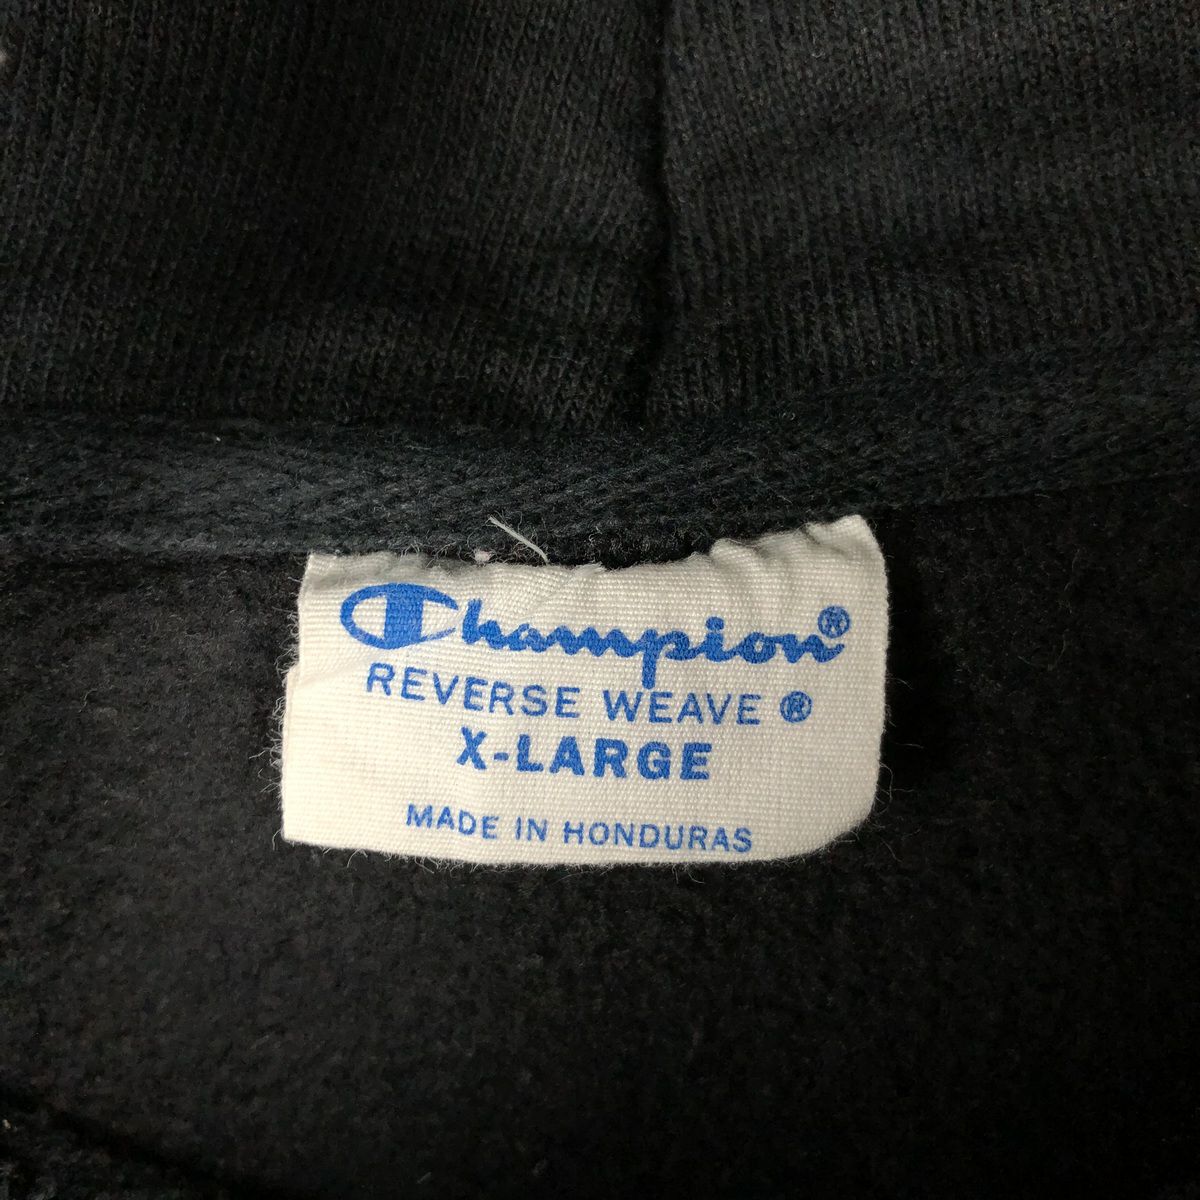 Champion®
REVERSE WEAVE ®
X-LARGE
MADE IN HONDURAS